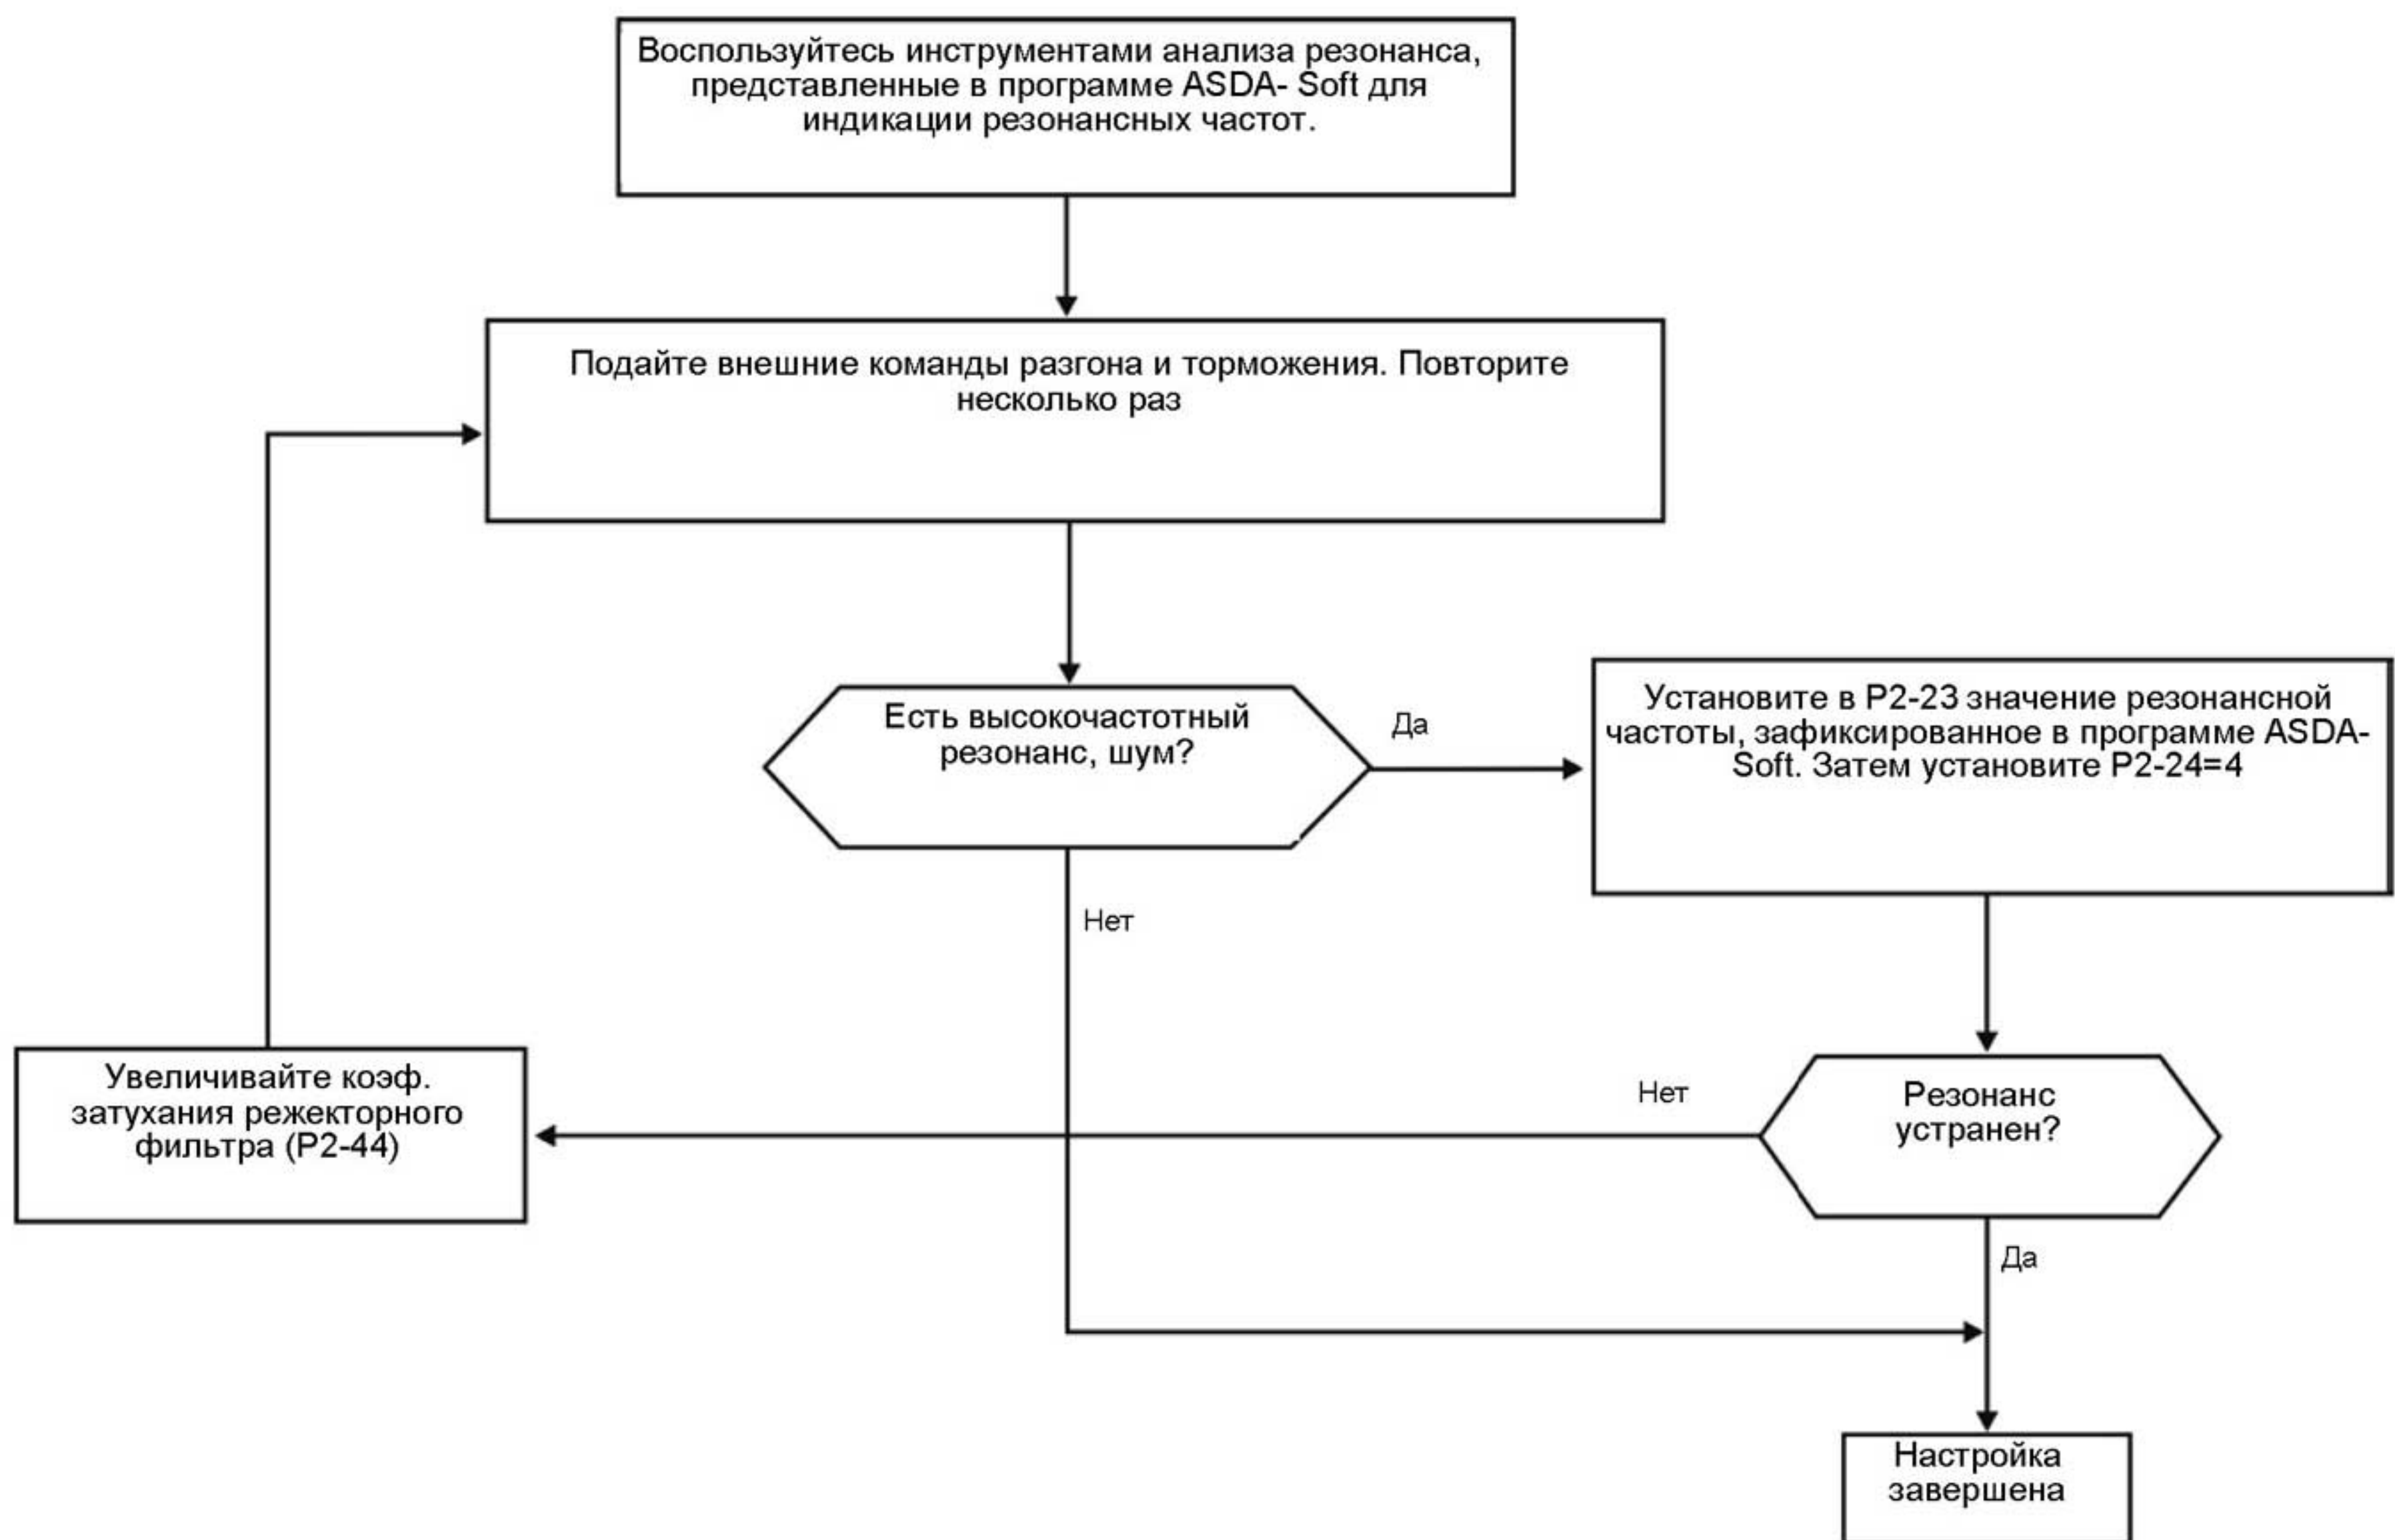 Воспользуйтесь инструментами анализа резонанса,
представленные в программе ASDA- Soft для
индикации резонансных частот.
Подайте внешние команды разгона и торможения. Повторите
несколько раз
Есть высокочастотный
резонанс, шум?
Да
Установите в P2-23 значение резонансной
частоты, зафиксированное в программе ASDA-
Soft. Затем установите P2-24=4
Нет
Увеличивайте коэф.
затухания режекторного
фильтра (P2-44)
Нет
Резонанс
устранен?
Да
Настройка
завершена